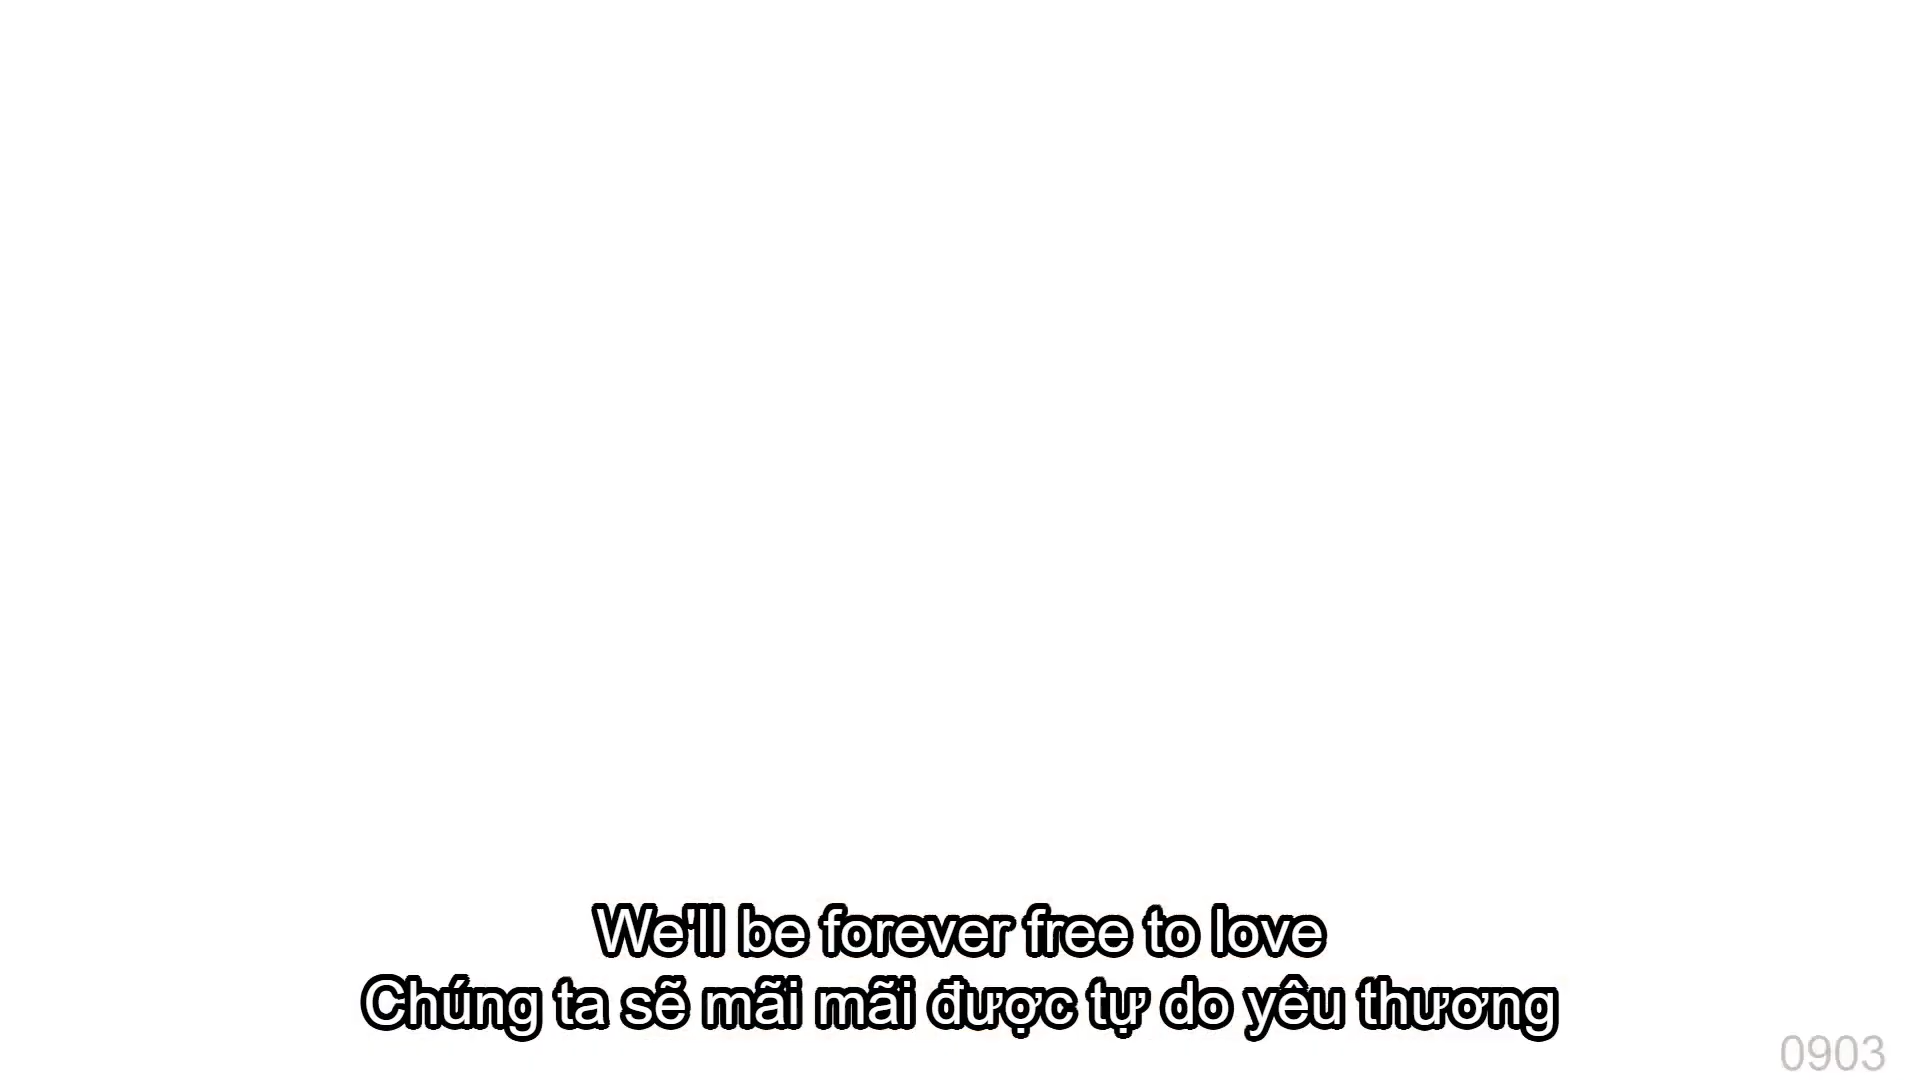 We'll be forever free to love
Chúng ta sẽ mãi mãi được tự do yêu thương
0903